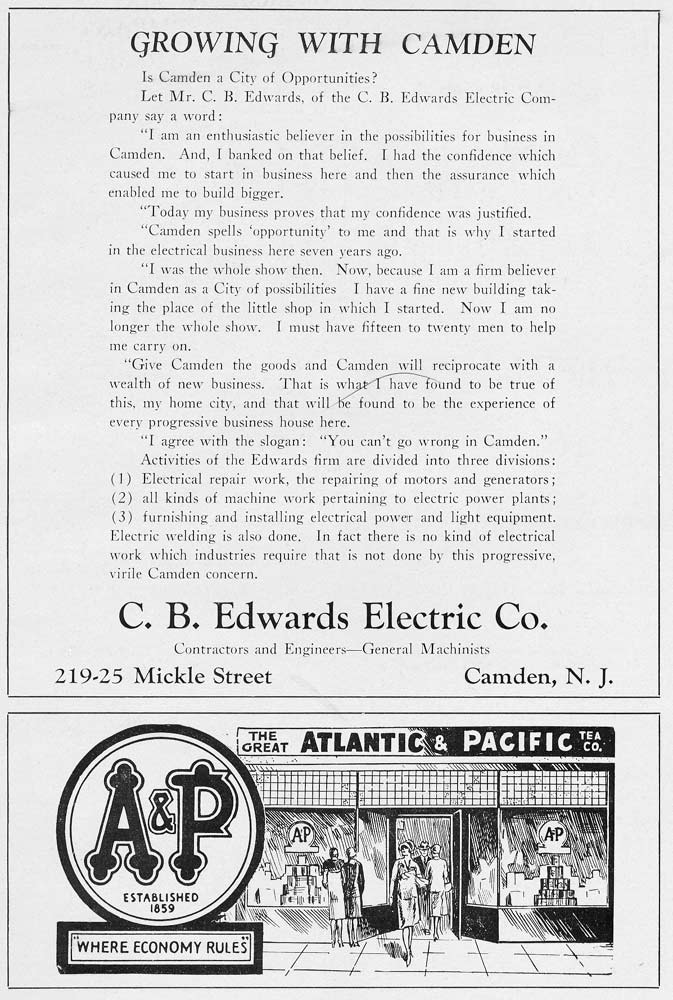 GROWING WITH CAMDEN
Is Camden a City of Opportunities?
Let Mr. C. B. Edwards, of the C. B. Edwards Electric Com-
pany say a word:
"I am an enthusiastic believer in the possibilities for business in
Camden. And, I banked on that belief. I had the confidence which
caused me to start in business here and then the assurance which
enabled me to build bigger.
"Today my business proves that my confidence was justified.
"Camden spells 'opportunity' to me and that is why I started
in the electrical business here seven years ago.
"I was the whole show then. Now, because I am a firm believer
in Camden as a City of possibilities I have a fine new building tak-
ing the place of the little shop in which I started. Now I am no
longer the whole show. I must have fifteen to twenty men to help
me carry on.
"Give Camden the goods and Camden will reciprocate with a
wealth of new business. That is what I have found to be true of
this, my home city, and that will be found to be the experience of
every progressive business house here.
"I agree with the slogan: "You can't go wrong in Camden."
Activities of the Edwards firm are divided into three divisions:
(1) Electrical repair work, the repairing of motors and generators;
(2) all kinds of machine work pertaining to electric power plants;
(3) furnishing and installing electrical power and light equipment.
Electric welding is also done. In fact there is no kind of electrical
work which industries require that is not done by this progressive,
virile Camden concern.
C. B. Edwards Electric Co.
Contractors and Engineers—General Machinists
219-25 Mickle Street Camden, N. J.
THE GREAT ATLANTIC & PACIFIC TEA CO.
A&P
ESTABLISHED
1859
"WHERE ECONOMY RULES"
A&P
A&P